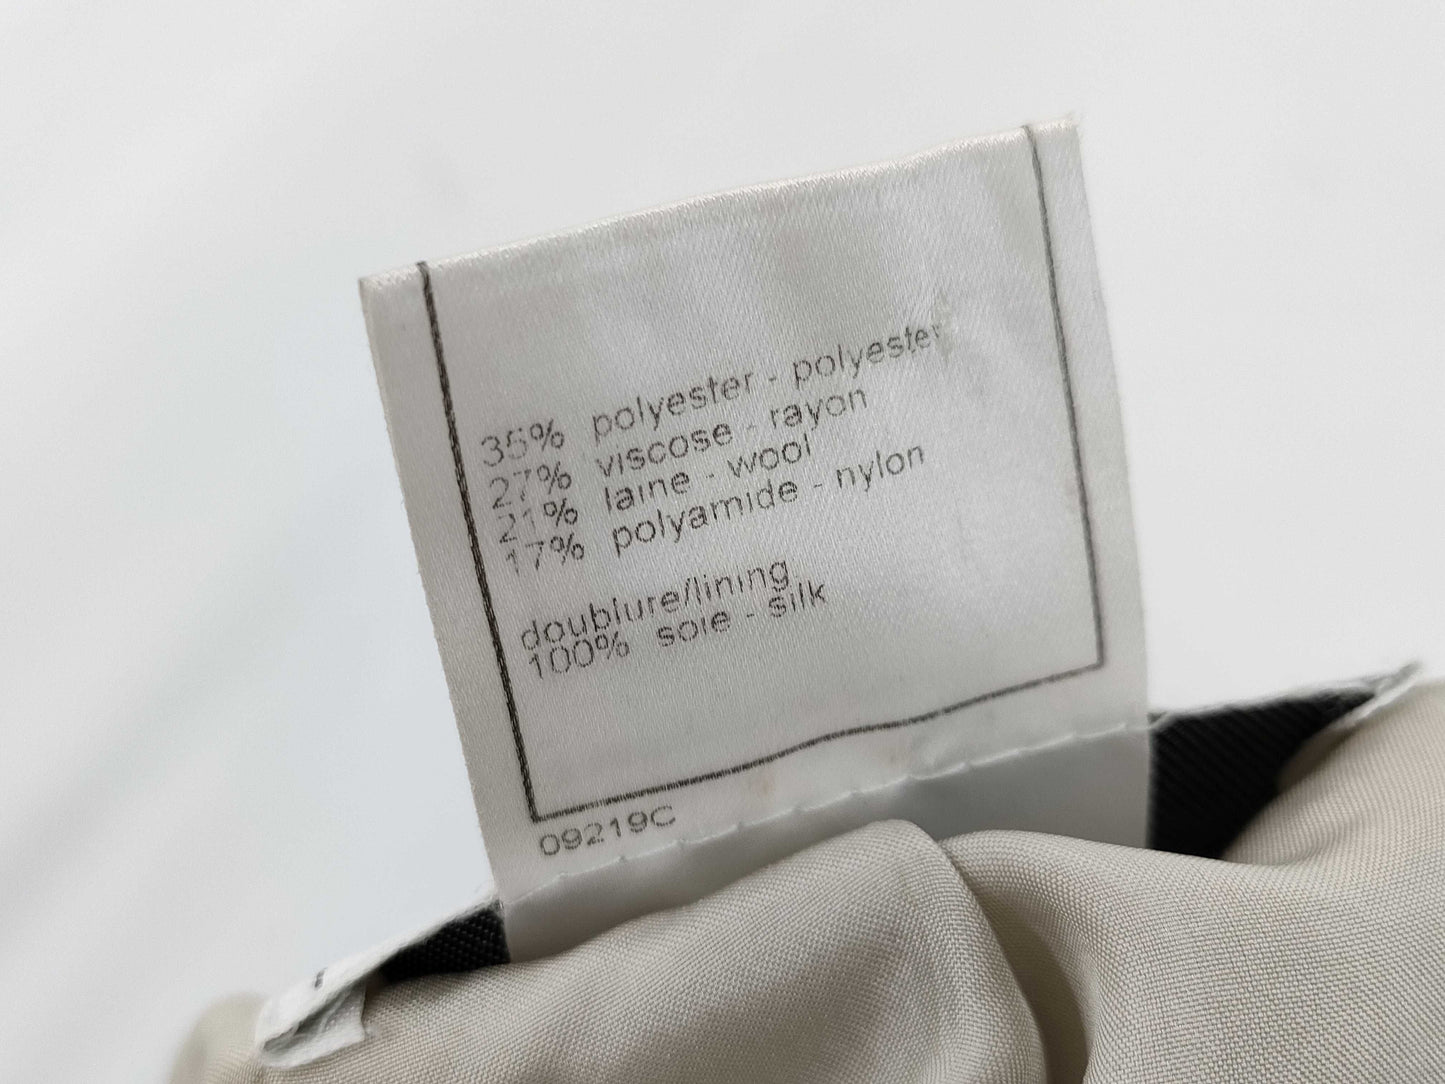 35% polyester - polyester
27% viscose - rayon
21% laine - wool
17% polyamide - nylon
doublure/lining
100% soie - silk
09219C